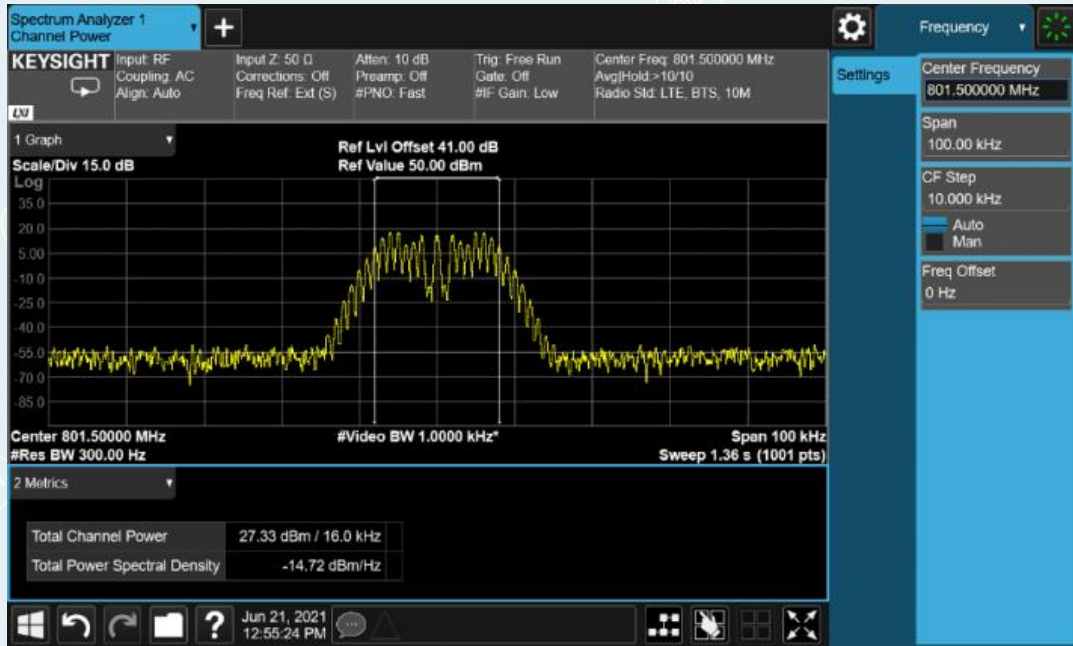 Spectrum Analyzer 1
Channel Power
+
Frequency
KEYSIGHT
LXI
Input: RF
Coupling: AC
Align: Auto
Input Z: 50 Ω
Corrections: Off
Freq Ref: Ext (S)
Atten: 10 dB
Preamp: Off
#PNO: Fast
Trig: Free Run
Gate: Off
#IF Gain: Low
Center Freq: 801.500000 MHz
Avg|Hold:>10/10
Radio Std: LTE, BTS, 10M
Settings
Center Frequency
801.500000 MHz
Span
100.00 kHz
CF Step
10.000 kHz
Auto
Man
Freq Offset
0 Hz
1 Graph
Scale/Div 15.0 dB
Ref Lvl Offset 41.00 dB
Ref Value 50.00 dBm
Log
35.0
20.0
5.00
-10.0
-25.0
-40.0
-55.0
-70.0
-85.0
Center 801.50000 MHz
#Video BW 1.0000 kHz*
Span 100 kHz
#Res BW 300.00 Hz
Sweep 1.36 s (1001 pts)
2 Metrics
Total Channel Power 27.33 dBm / 16.0 kHz
Total Power Spectral Density -14.72 dBm/Hz
?
Jun 21, 2021
12:55:24 PM